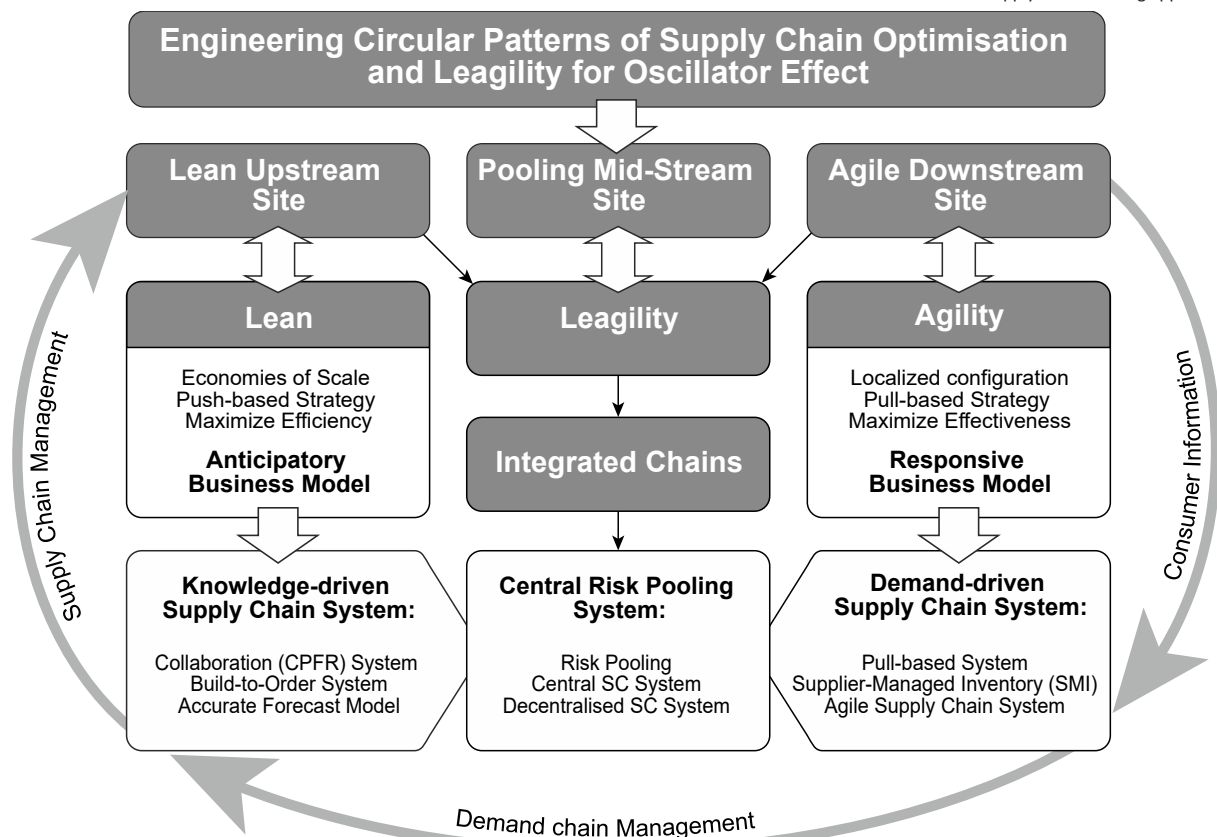 Engineering Circular Patterns of Supply Chain Optimisation
and Leagility for Oscillator Effect
Lean Upstream
Site
Pooling Mid-Stream
Site
Agile Downstream
Site
Lean
Economies of Scale
Push-based Strategy
Maximize Efficiency
Anticipatory
Business Model
Leagility
Integrated Chains
Agility
Localized configuration
Pull-based Strategy
Maximize Effectiveness
Responsive
Business Model
Supply Chain Management
Consumer Information
Knowledge-driven
Supply Chain System:
Collaboration (CPFR) System
Build-to-Order System
Accurate Forecast Model
Central Risk Pooling
System:
Risk Pooling
Central SC System
Decentralised SC System
Demand-driven
Supply Chain System:
Pull-based System
Supplier-Managed Inventory (SMI)
Agile Supply Chain System
Demand chain Management